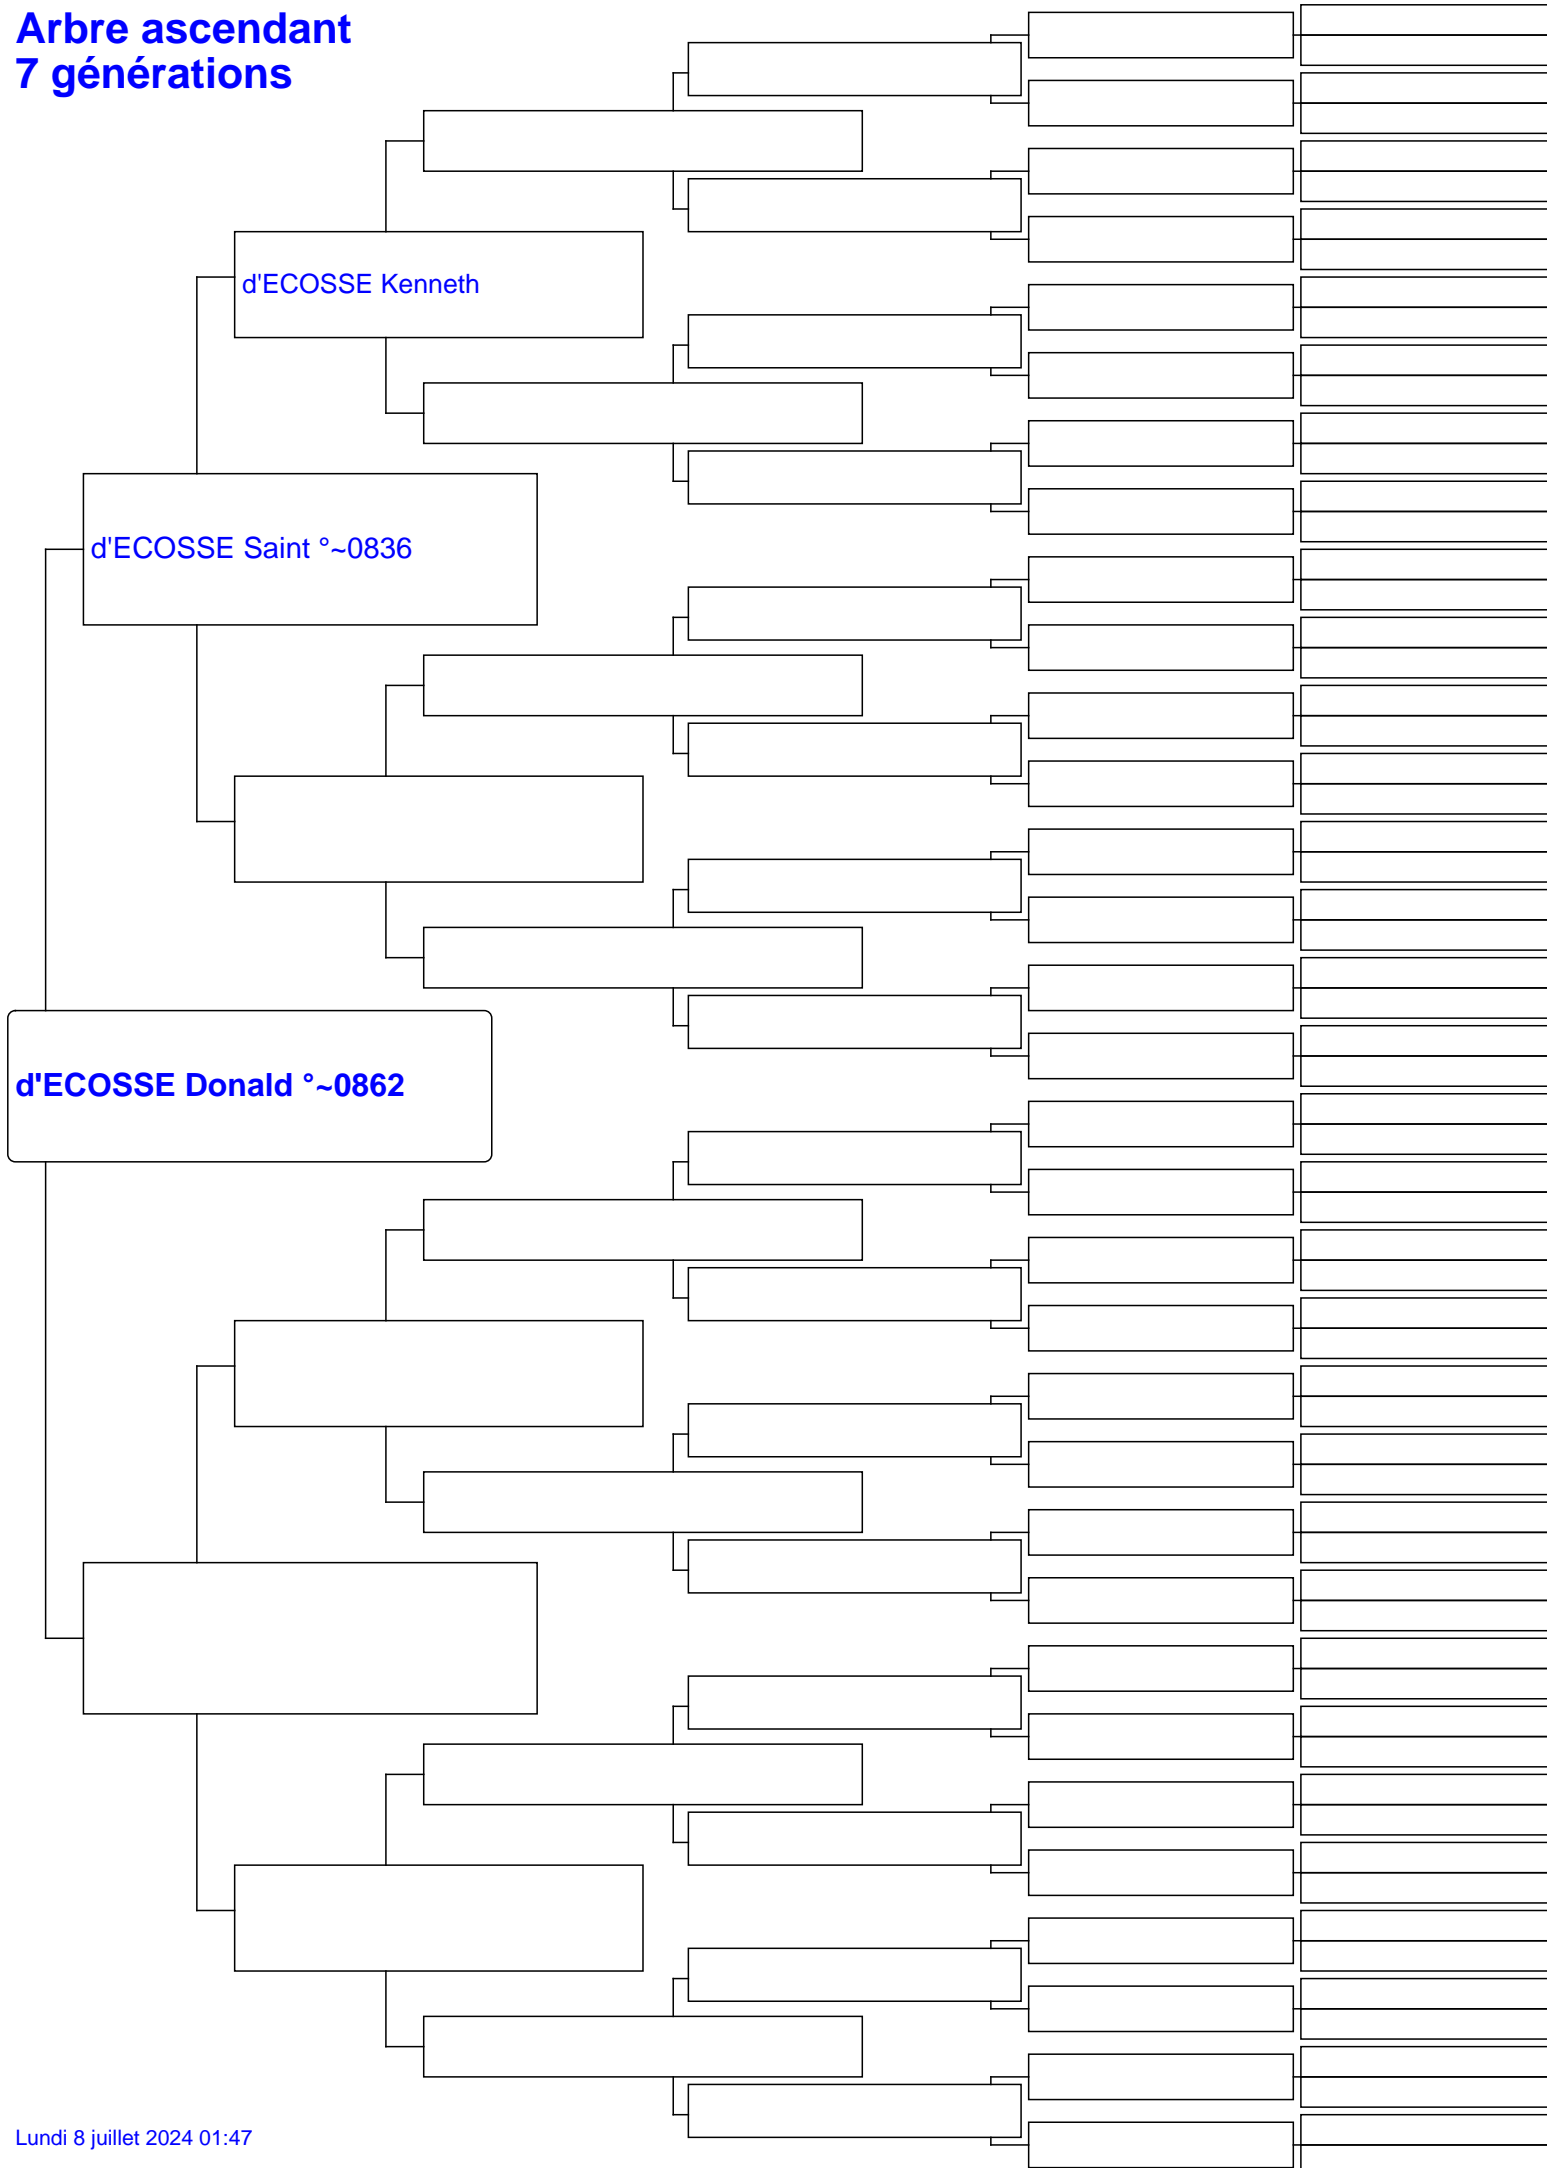 Arbre ascendant
7 générations
d'ECOSSE Kenneth
d'ECOSSE Saint °~0836
d'ECOSSE Donald °~0862
Lundi 8 juillet 2024 01:47